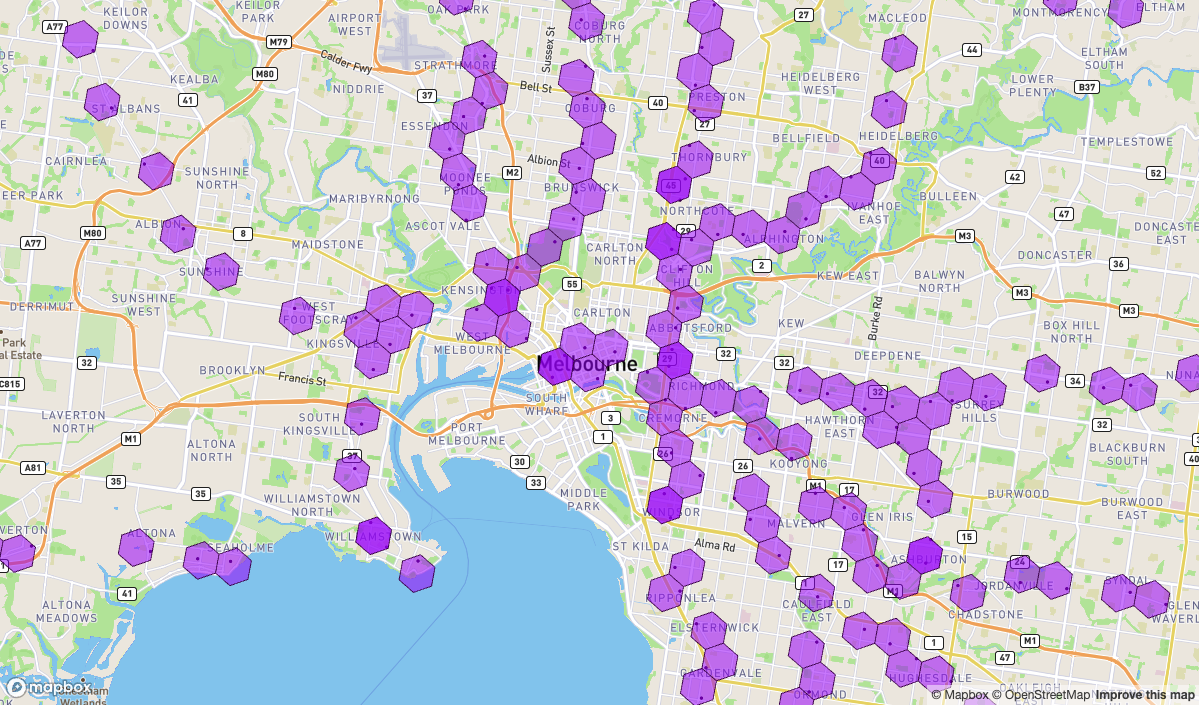 KEILOR
DOWNS
A77
KEILOR
PARK
AIRPORT
WEST
OAK PARK
COBURG
NORTH
27
MACLEOD
MONTMORENCY
ELTHAM
M79
Calder Fwy
STRATHMORE
Sussex St
44
ELTHAM
SOUTH
M80
KEALBA
NIDDRIE
Bell St
HEIDELBERG
WEST
LOWER
PLENTY
B37
ST ALBANS
41
37
COBURG
40
PRESTON
27
ESSENDON
BELLFIELD
HEIDELBERG
TEMPLESTOWE
CAIRNLEA
SUNSHINE
NORTH
M2
Albion St
THORNBURY
40
42
52
DEER PARK
MOONEE
PONDS
BRUNSWICK
45
MARIBYRNONG
IVANHOE
EAST
BULLEEN
NORTHCOTE
47
ALBION
8
ASCOT VALE
29
ALPHINGTON
M3
DONCASTER
EAST
A77
M80
MAIDSTONE
CARLTON
NORTH
2
DONCASTER
36
SUNSHINE
CLIFTON
HILL
KEW EAST
BALWYN
NORTH
55
KENSINGTON
M3
DERRIMUT
SUNSHINE
WEST
WEST
FOOTSCRAY
CARLTON
Burke Rd
M3
KINGSVILLE
WEST
MELBOURNE
ABBOTSFORD
KEW
BOX HILL
NORTH
Park
al Estate
32
Melbourne
29
32
32
DEEPDENE
BROOKLYN
Francis St
RICHMOND
34
NUNA
C815
SOUTH
WHARF
32
SURREY
HILLS
LAVERTON
NORTH
SOUTH
KINGSVILLE
3
CREMORNE
HAWTHORN
EAST
32
M1
ALTONA
NORTH
PORT
MELBOURNE
1
BLACKBURN
SOUTH
A81
37
30
26
26
KOOYONG
40
35
33
M1
17
35
WILLIAMSTOWN
NORTH
MIDDLE
PARK
BURWOOD
BURWOOD
EAST
WINDSOR
MALVERN
GLEN IRIS
VERTON
ALTONA
WILLIAMSTOWN
ST KILDA
Alma Rd
15
SEAHOLME
17
ASHBURTON
24
1
JORDANVILLE
SYNDAL
41
RIPPONLEA
CAULFIELD
EAST
M1
ALTONA
MEADOWS
CHADSTONE
GLEN
WAVERL
ELSTERNWICK
1
M1
47
GARDENVALE
HUGHESDALE
OAKLEIGH
mapbox
Wetlands
ORMOND
© Mapbox © OpenStreetMap Improve this map